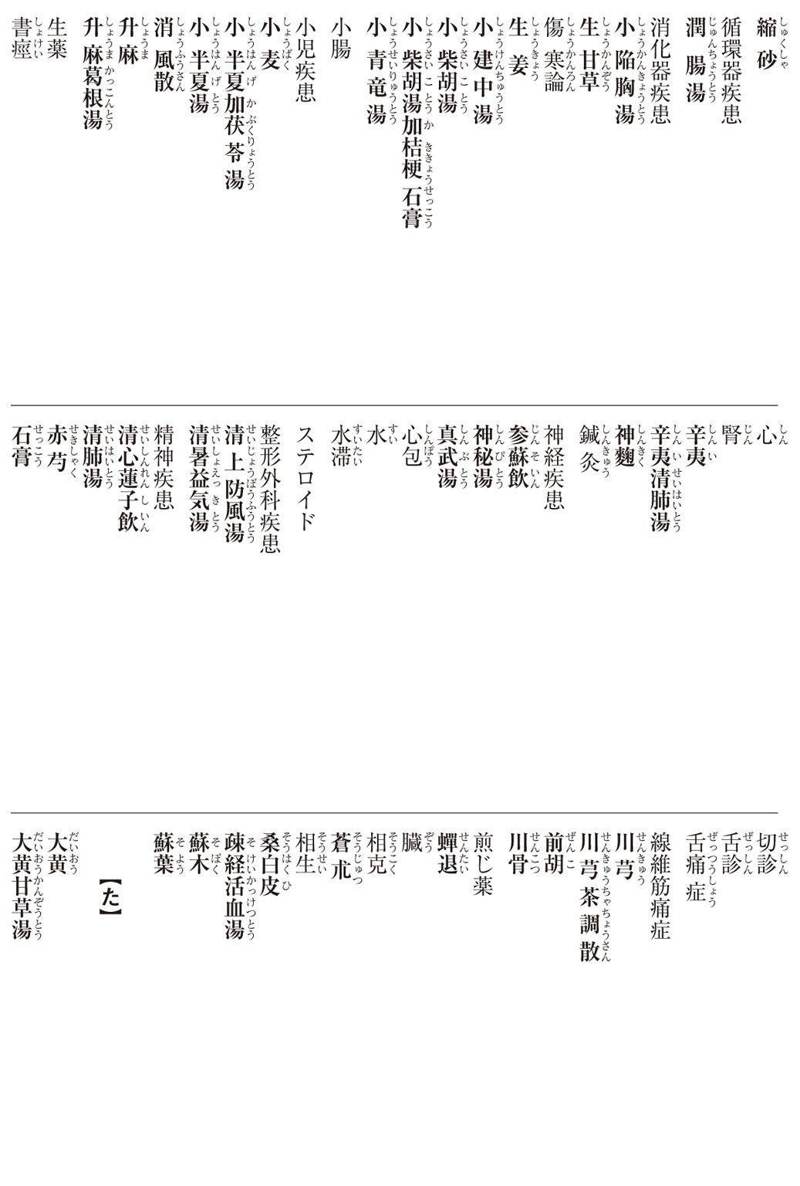 縮砂
循環器疾患
潤腸湯
消化器疾患
小陥胸湯
生甘草
傷寒論
生姜
小建中湯
小柴胡湯
小柴胡湯加桔梗石膏
小青竜湯
小腸
小児疾患
小麦
小半夏加茯苓湯
小半夏湯
消風散
升麻
升麻葛根湯
生薬
書痙
心
腎
辛夷
辛夷清肺湯
神麴
鍼灸
神経疾患
参蘇飲
神秘湯
真武湯
心包
水
水滞
ステロイド
整形外科疾患
清上防風湯
清暑益気湯
精神疾患
清心蓮子飲
清肺湯
赤芍
石膏
切診
舌診
舌痛症
線維筋痛症
川芎
川芎茶調散
前胡
川骨
煎じ薬
蟬退
臓
相克
蒼朮
相生
桑白皮
疎経活血湯
蘇木
蘇葉
【た】
大黄
大黄甘草湯